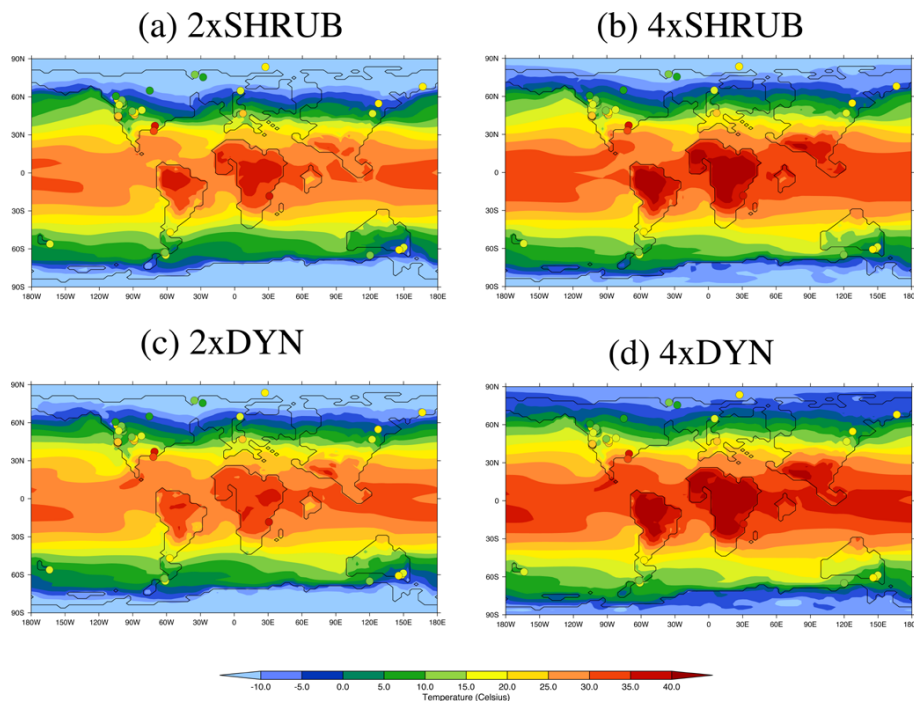 (a) 2xSHRUB
(b) 4xSHRUB
90N
60N
30N
0
30S
60S
90S
180W 150W 120W 90W 60W 30W 0 30E 60E 90E 120E 150E 180E
90N
60N
30N
0
30S
60S
90S
180W 150W 120W 90W 60W 30W 0 30E 60E 90E 120E 150E 180E
(c) 2xDYN
(d) 4xDYN
90N
60N
30N
0
30S
60S
90S
180W 150W 120W 90W 60W 30W 0 30E 60E 90E 120E 150E 180E
90N
60N
30N
0
30S
60S
90S
180W 150W 120W 90W 60W 30W 0 30E 60E 90E 120E 150E 180E
-10.0 -5.0 0.0 5.0 10.0 15.0 20.0 25.0 30.0 35.0 40.0
Temperature (Celsius)